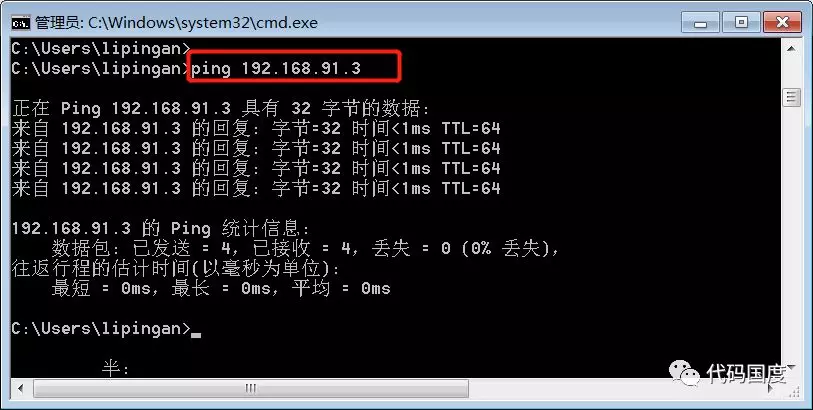 管理员: C:\Windows\system32\cmd.exe
C:\Users\lipingan>
C:\Users\lipingan>ping 192.168.91.3
正在 Ping 192.168.91.3 具有 32 字节的数据:
来自 192.168.91.3 的回复: 字节=32 时间<1ms TTL=64
来自 192.168.91.3 的回复: 字节=32 时间<1ms TTL=64
来自 192.168.91.3 的回复: 字节=32 时间<1ms TTL=64
来自 192.168.91.3 的回复: 字节=32 时间<1ms TTL=64
192.168.91.3 的 Ping 统计信息:
数据包: 已发送 = 4, 已接收 = 4, 丢失 = 0 (0% 丢失),
往返行程的估计时间(以毫秒为单位):
最短 = 0ms, 最长 = 0ms, 平均 = 0ms
C:\Users\lipingan>_
半:
代码国度